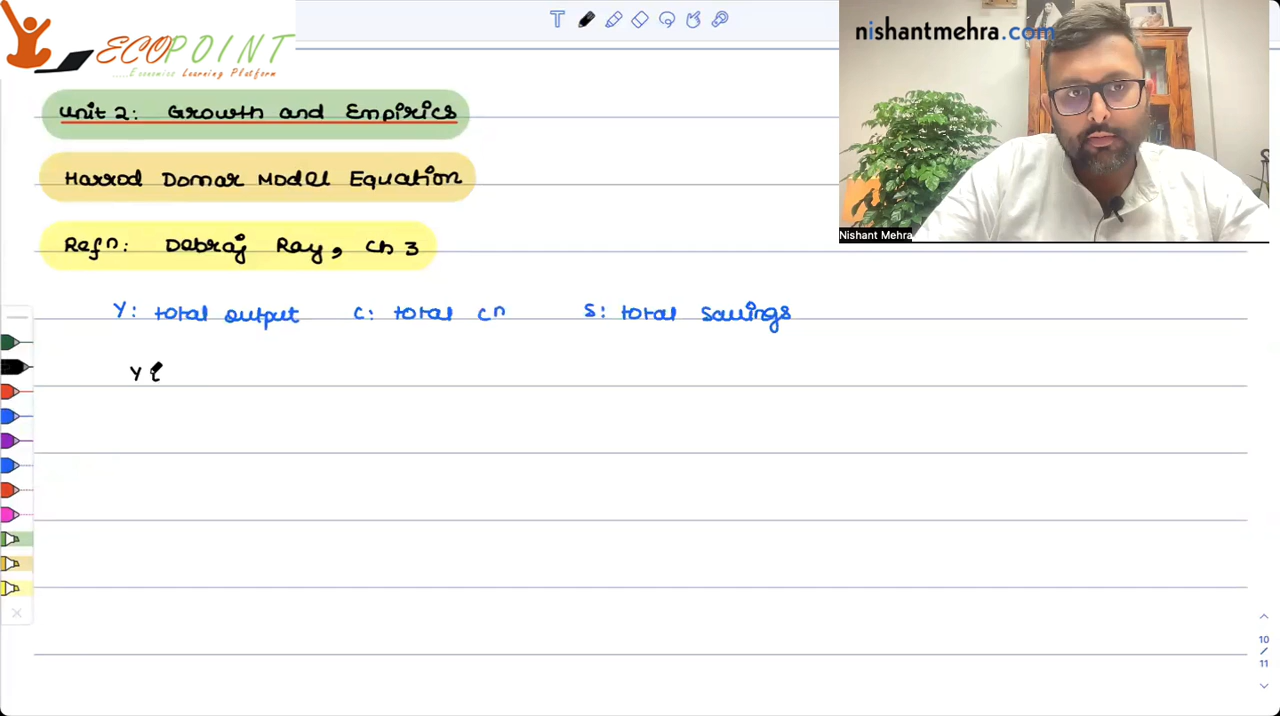 ECOPOINT
.....Economics Learning Platform
nishantmehra.com
Nishant Mehra
Unit 2: Growth and Empirics
Harrod Domar Model Equation
Refn: Debraj Ray, Ch 3
Y: total output C: total cn S: total savings
Y
10
/
11